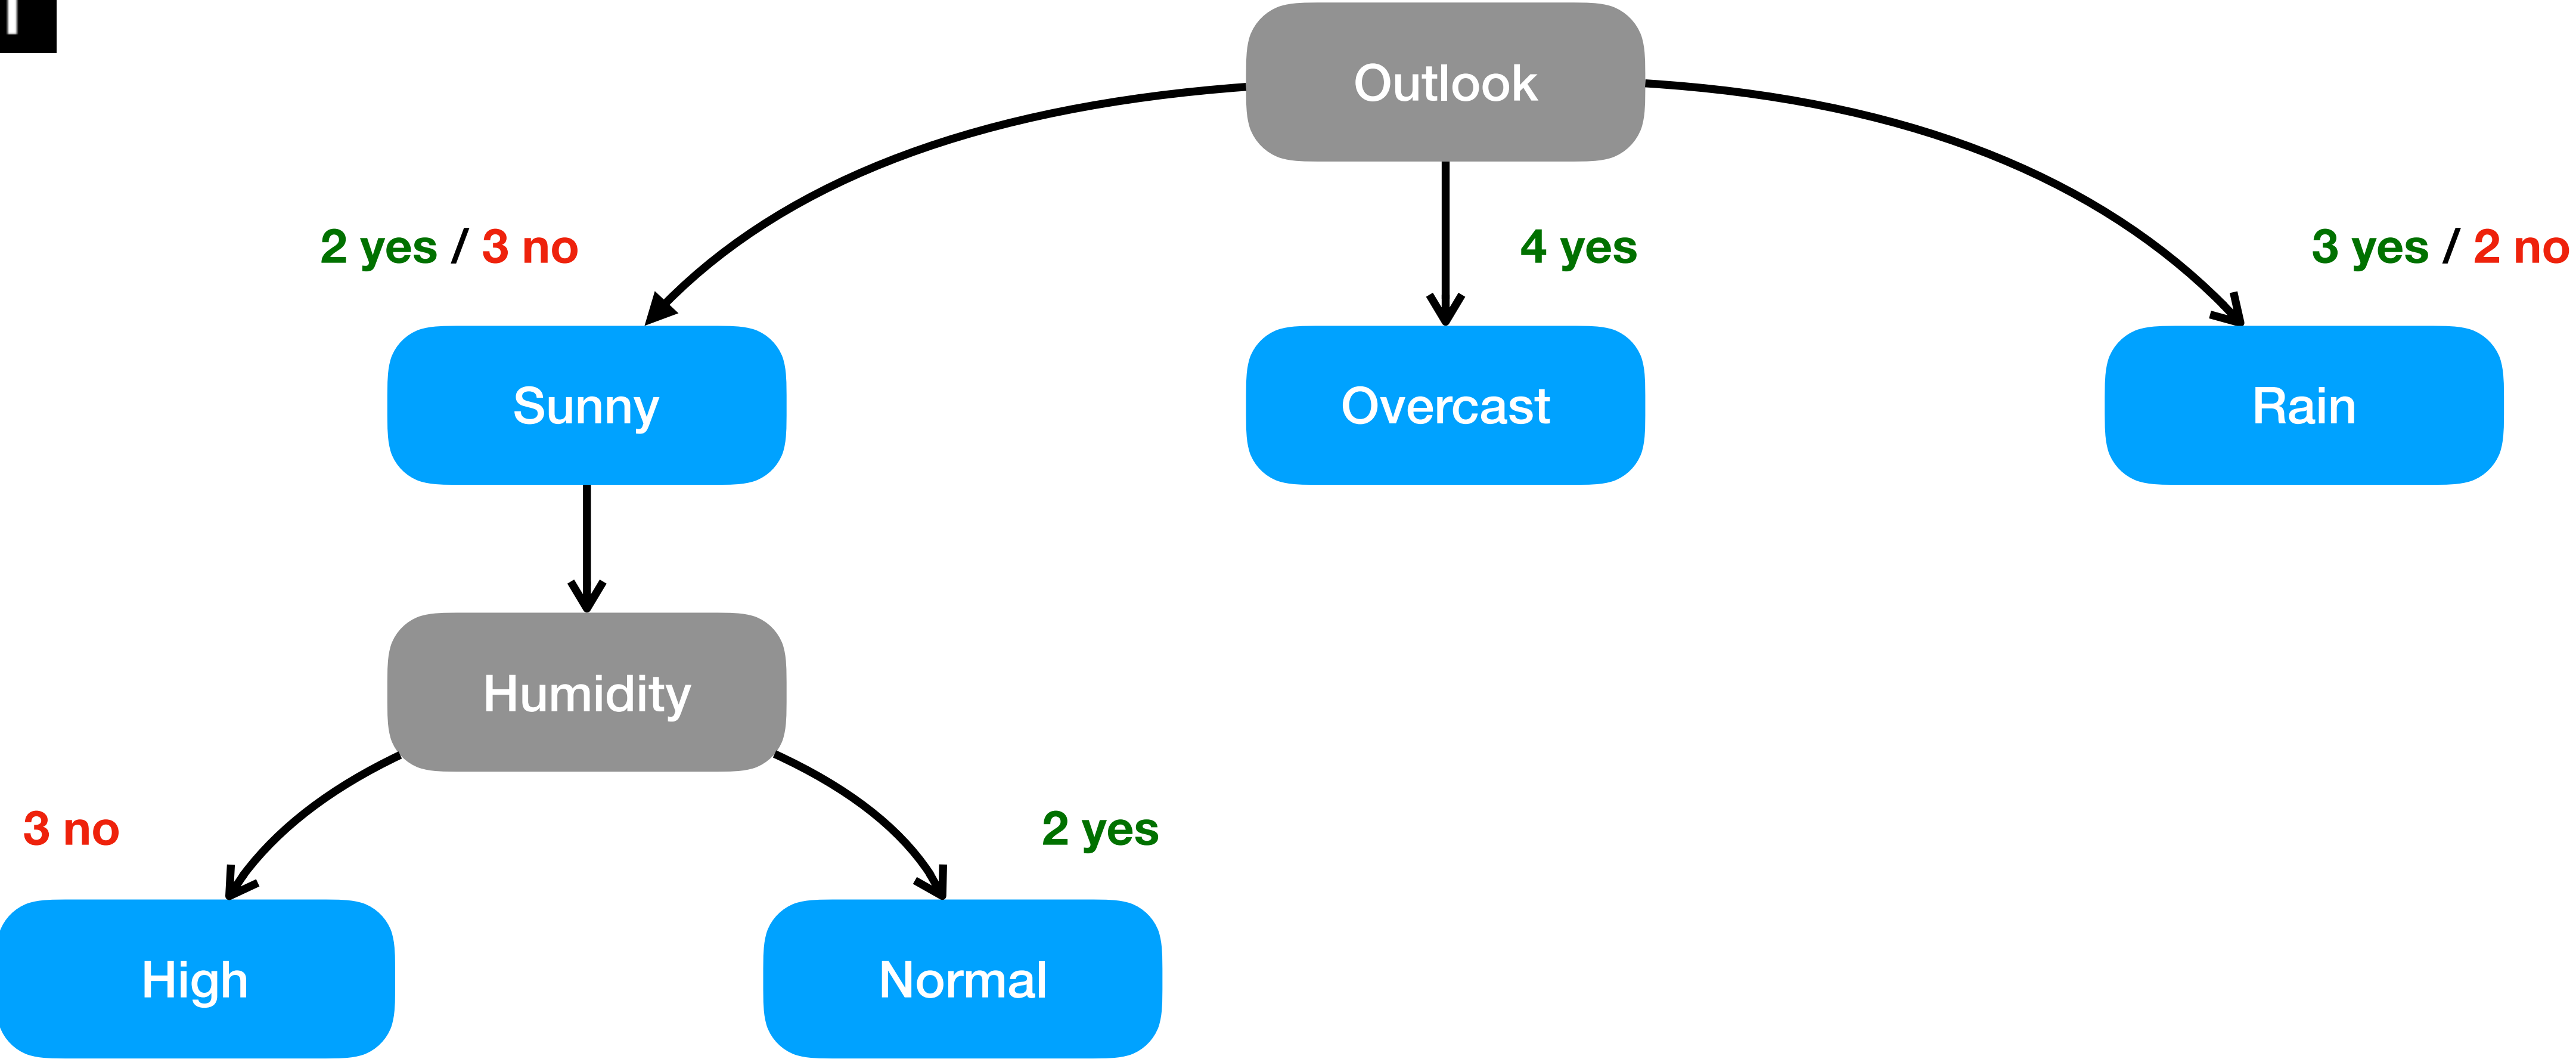 Outlook
2 yes / 3 no
4 yes
3 yes / 2 no
Sunny
Overcast
Rain
Humidity
3 no
2 yes
High
Normal